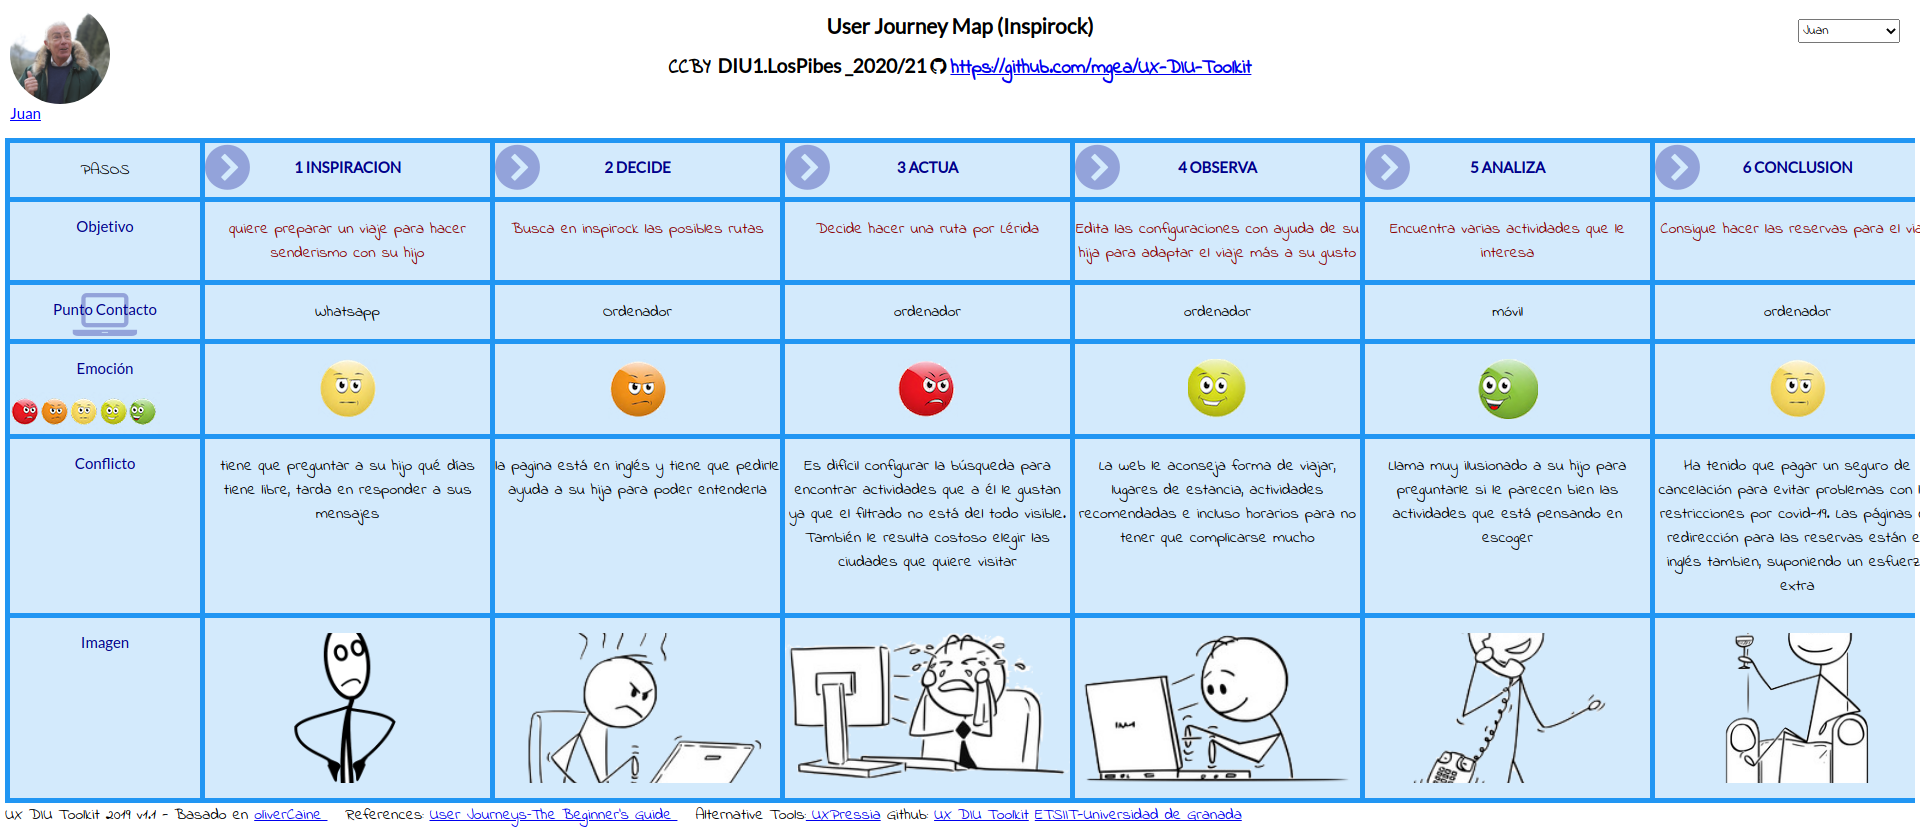 User Journey Map (Inspirock)
Juan
CCBY DIU1.LosPibes _2020/21 https://github.com/mgea/UX-DIU-Toolkit
Juan
PASOS
1 INSPIRACION
2 DECIDE
3 ACTUA
4 OBSERVA
5 ANALIZA
6 CONCLUSION
Objetivo
quiere preparar un viaje para hacer
senderismo con su hijo
Busca en inspirock las posibles rutas
Decide hacer una ruta por Lérida
Edita las configuraciones con ayuda de su
hija para adaptar el viaje más a su gusto
Encuentra varias actividades que le
interesa
Consigue hacer las reservas para el
Punto Contacto
Whatsapp
Ordenador
ordenador
ordenador
móvil
ordenador
Emoción
Conflicto
tiene que preguntar a su hijo qué días
tiene libre, tarda en responder a sus
mensajes
la pagina está en inglés y tiene que pedirle
ayuda a su hija para poder entenderla
Es difícil configurar la búsqueda para
encontrar actividades que a él le gustan
ya que el filtrado no está del todo visible.
También le resulta costoso elegir las
ciudades que quiere visitar
La web le aconseja forma de viajar,
lugares de estancia, actividades
recomendadas e incluso horarios para no
tener que complicarse mucho
Llama muy ilusionado a su hijo para
preguntarle si le parecen bien las
actividades que está pensando en
escoger
Ha tenido que pagar un seguro de
cancelación para evitar problemas con
restricciones por covid-19. Las páginas
redirección para las reservas están
inglés tambien, suponiendo un
extra
Imagen
UX DIU Toolkit 2019 v1.1 - Basado en oliverCaine References: User Journeys-The Beginner's Guide Alternative Tools: UXPressia Github: UX DIU Toolkit ETSIIT-Universidad de Granada